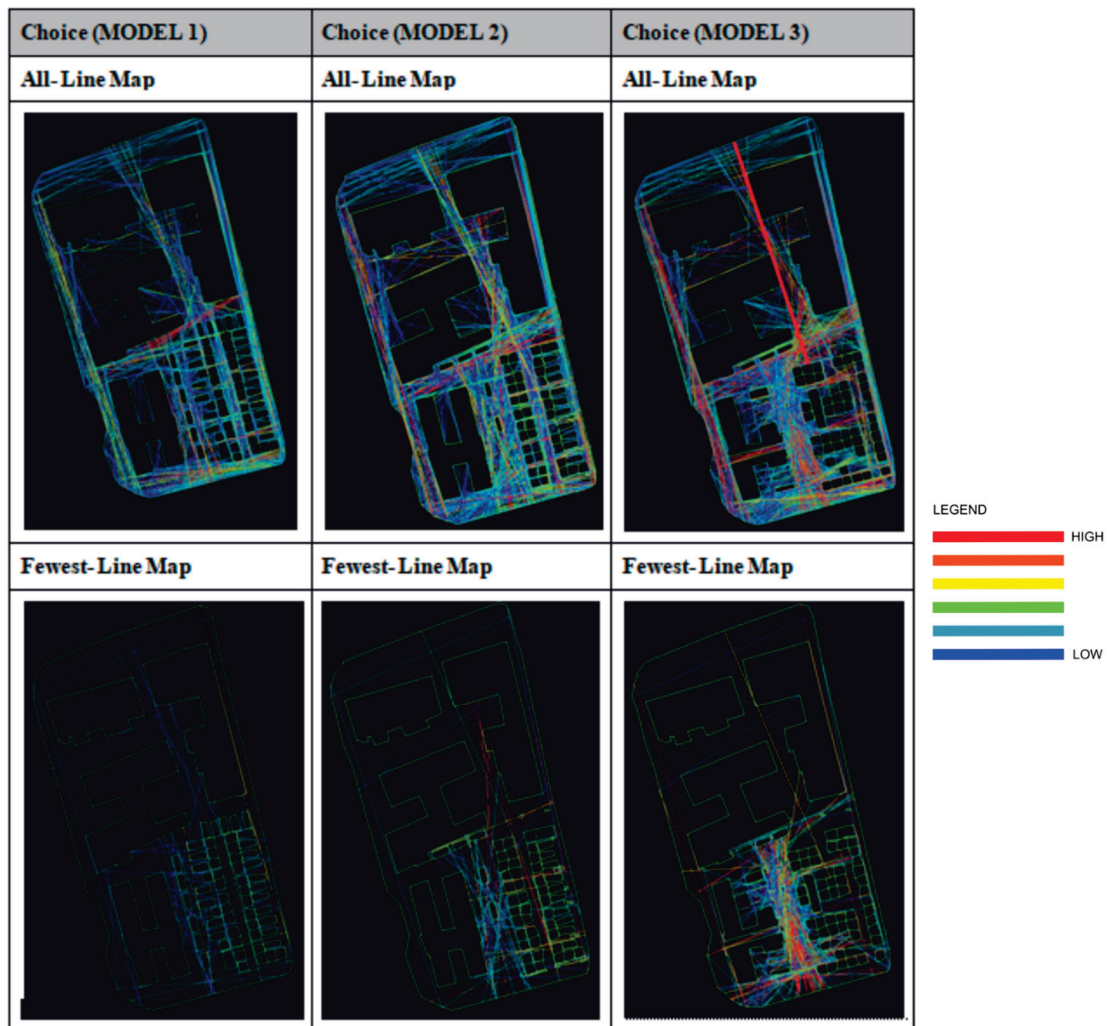 Choice (MODEL 1)
Choice (MODEL 2)
Choice (MODEL 3)
All- Line Map
All- Line Map
All- Line Map
Fewest- Line Map
Fewest- Line Map
Fewest- Line Map
LEGEND
HIGH
LOW